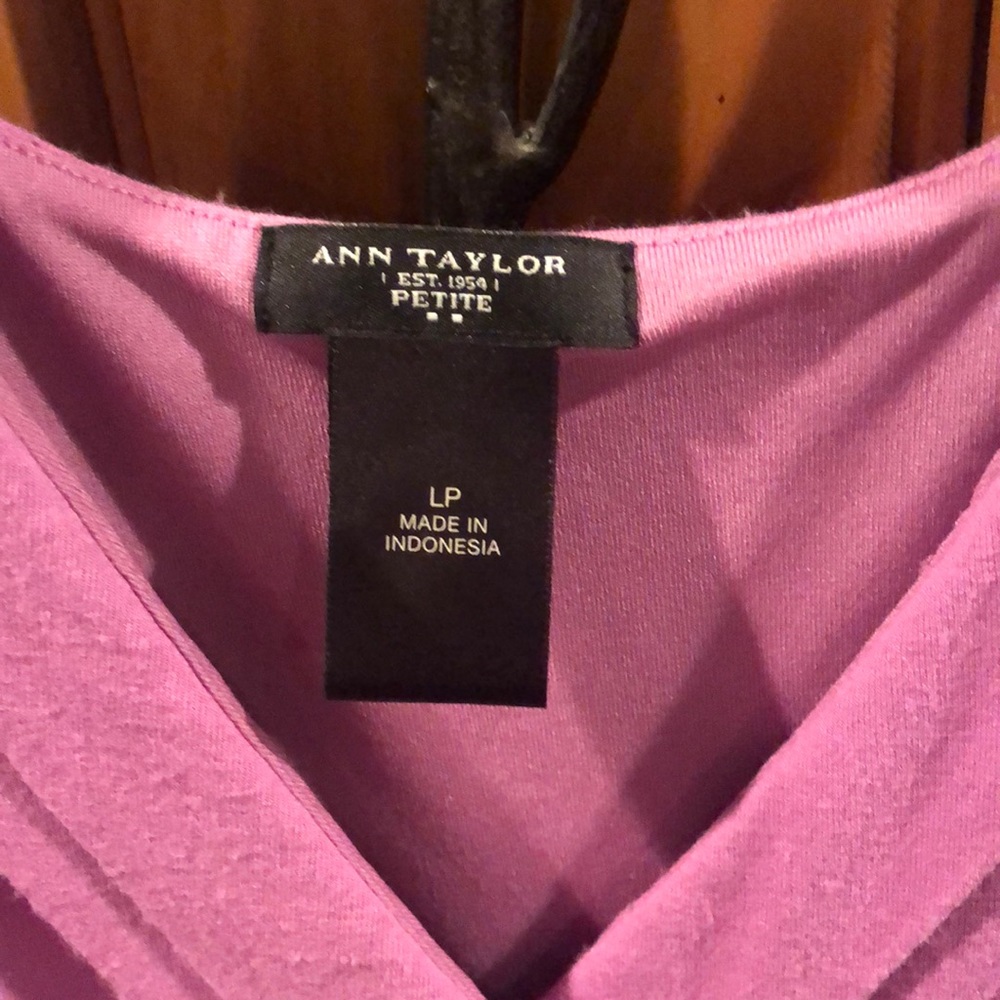 ANN TAYLOR
EST. 1954
PETITE
LP
MADE IN
INDONESIA